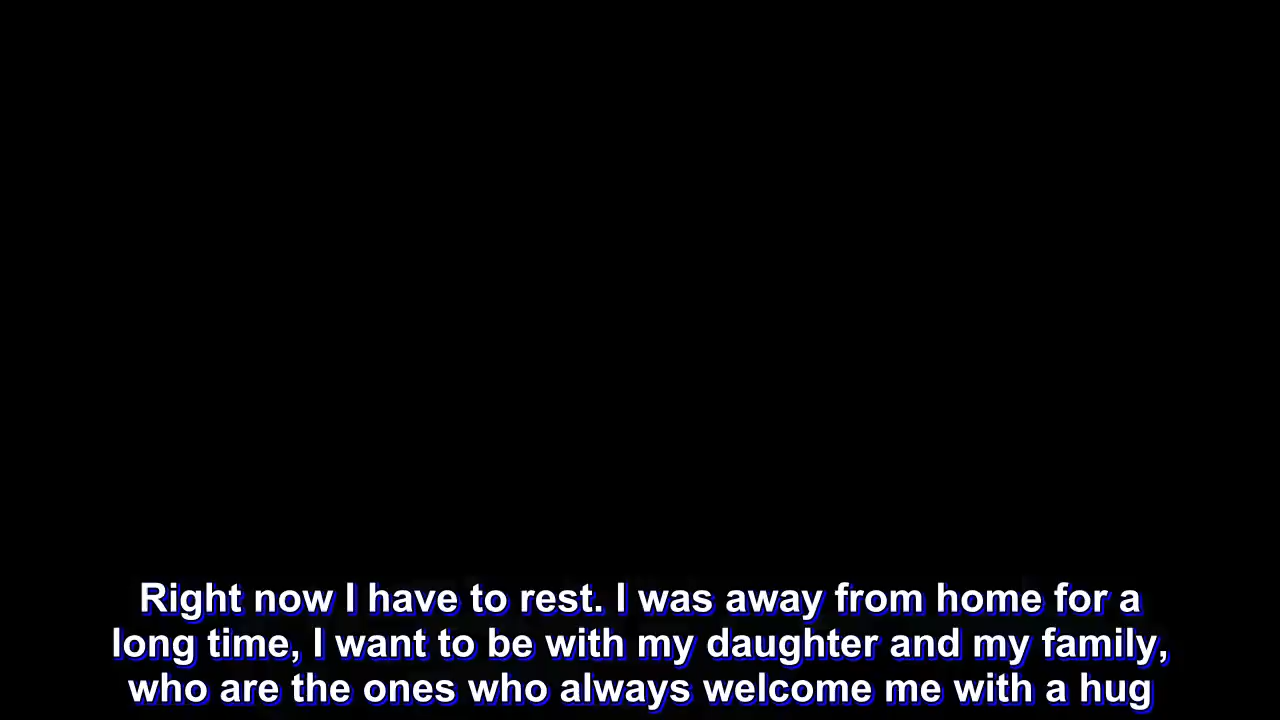 Right now I have to rest. I was away from home for a
long time, I want to be with my daughter and my family,
who are the ones who always welcome me with a hug